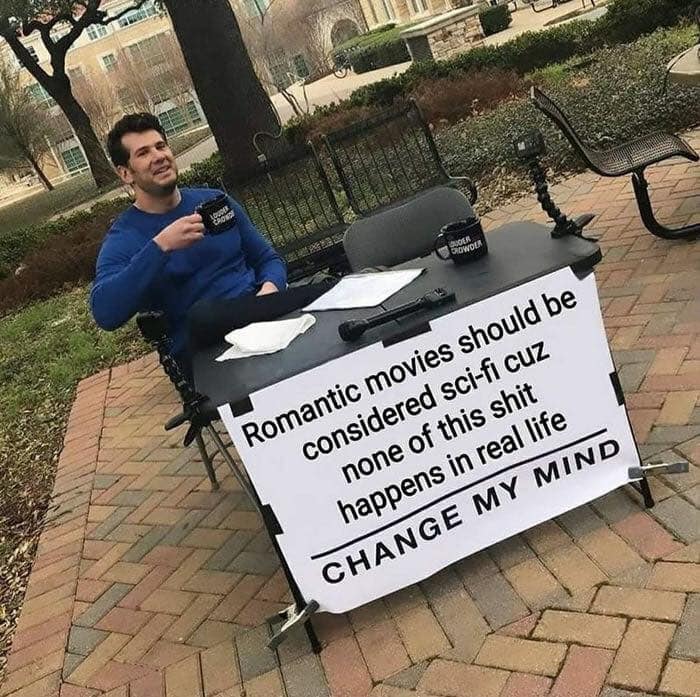 LOUDER
CROWDER
LOUDER
CROWDER
Romantic movies should be
considered sci-fi cuz
none of this shit
happens in real life
CHANGE MY MIND